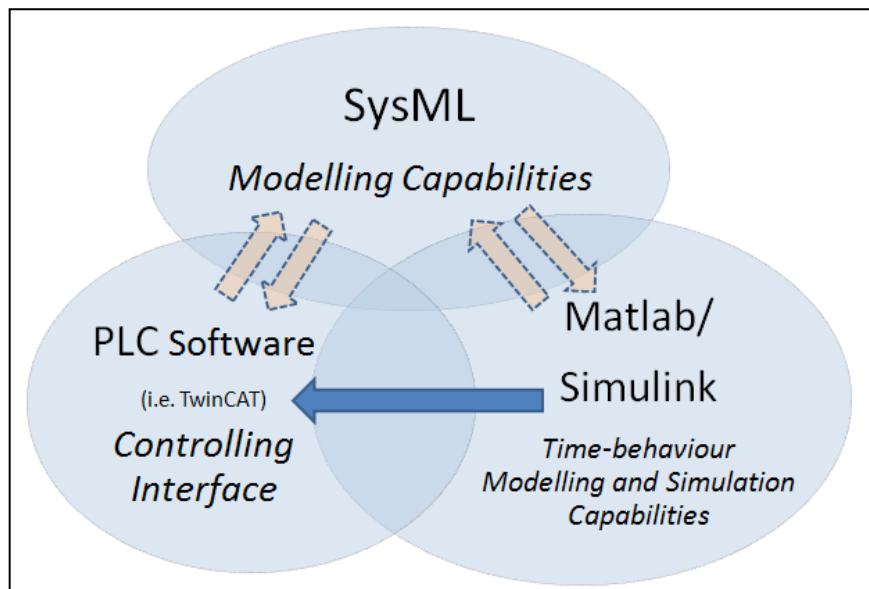 SysML
Modelling Capabilities
PLC Software
(i.e. TwinCAT)
Controlling
Interface
Matlab/
Simulink
Time-behaviour
Modelling and Simulation
Capabilities